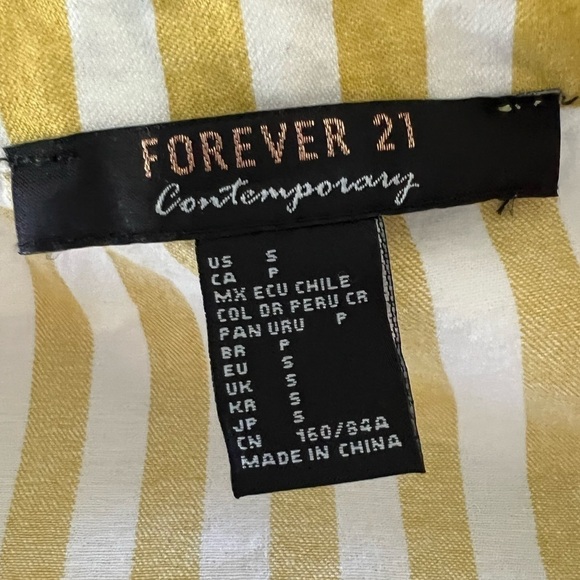 FOREVER 21
Contemporary
US S
CA P
MX ECU CHILE
COL DR PERU CR
PAN URU P
BR P
EU S
UK S
KR S
JP S
CN 160/84A
MADE IN CHINA